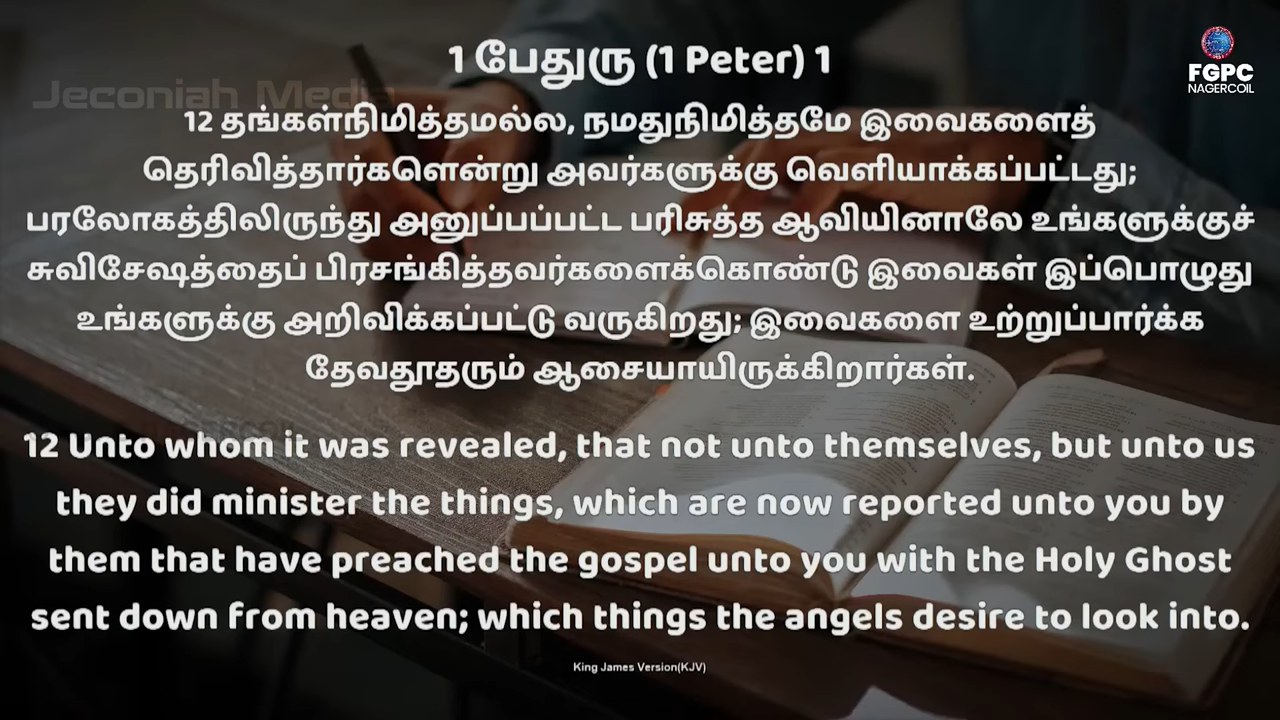 1 பேதுரு (1 Peter) 1
FGPC
NAGERCOIL
Jeconiah Media
12 தங்கள்நிமித்தமல்ல, நமதுநிமித்தமே இவைகளைத்
தெரிவித்தார்களென்று அவர்களுக்கு வெளியாக்கப்பட்டது;
பரலோகத்திலிருந்து அனுப்பப்பட்ட பரிசுத்த ஆவியினாலே உங்களுக்குச்
சுவிசேஷத்தைப் பிரசங்கித்தவர்களைக்கொண்டு இவைகள் இப்பொழுது
உங்களுக்கு அறிவிக்கப்பட்டு வருகிறது; இவைகளை உற்றுப்பார்க்க
தேவதூதரும் ஆசையாயிருக்கிறார்கள்.
12 Unto whom it was revealed, that not unto themselves, but unto us
they did minister the things, which are now reported unto you by
them that have preached the gospel unto you with the Holy Ghost
sent down from heaven; which things the angels desire to look into.
King James Version(KJV)